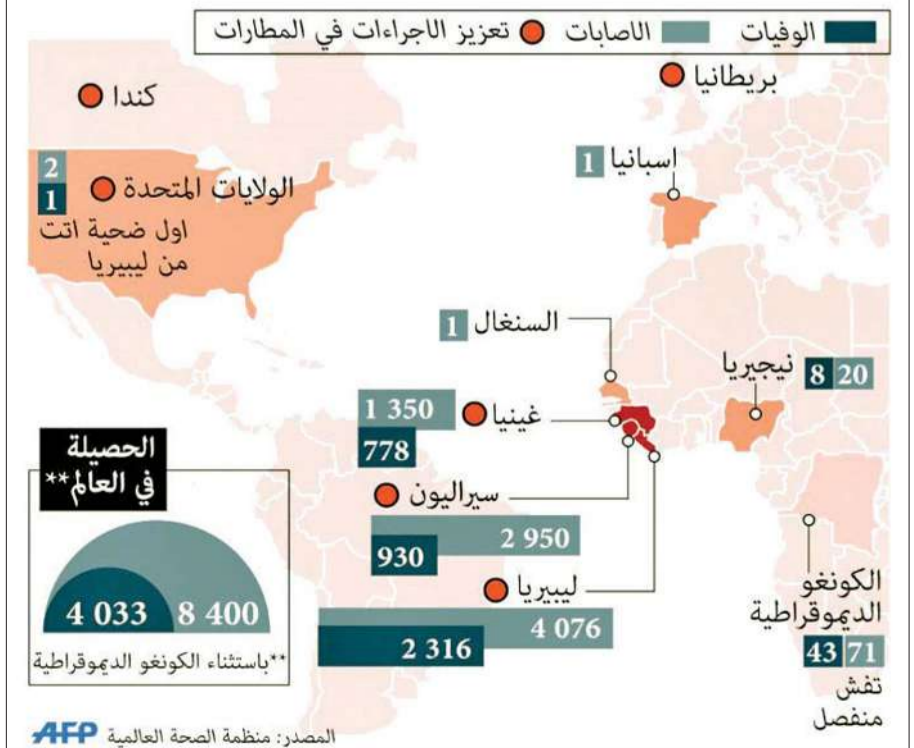 الوفيات الاصابات تعزيز الاجراءات في المطارات
بريطانيا
كندا
اسبانيا
1
2
1
الولايات المتحدة
اول ضحية اتت
من ليبيريا
السنغال
1
نيجيريا
8 20
غينيا
1 350
778
سيراليون
2 950
930
ليبيريا
4 076
2 316
الكونغو
الديموقراطية
43 71
تفش
منفصل
الحصيلة
في العالم**
4 033 8 400
**باستثناء الكونغو الديموقراطية
المصدر: منظمة الصحة العالمية AFP